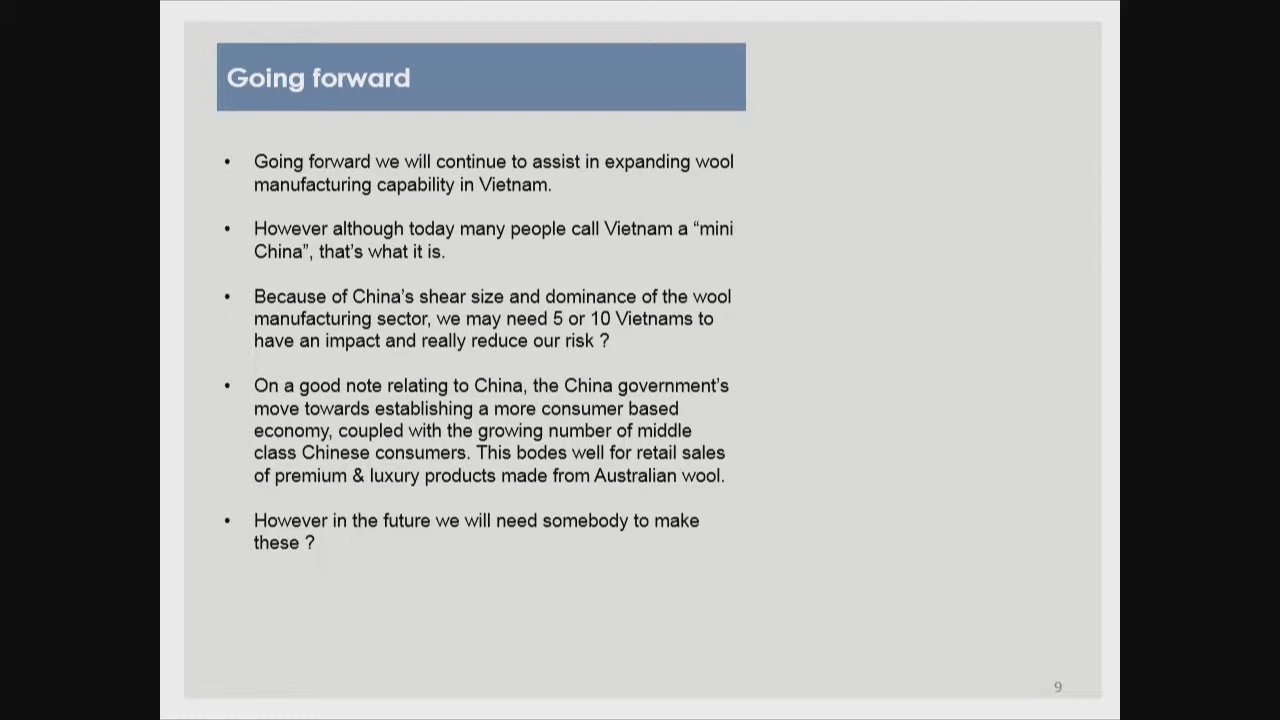 Going forward
• Going forward we will continue to assist in expanding wool
manufacturing capability in Vietnam.
• However although today many people call Vietnam a “mini
China”, that’s what it is.
• Because of China’s shear size and dominance of the wool
manufacturing sector, we may need 5 or 10 Vietnams to
have an impact and really reduce our risk ?
• On a good note relating to China, the China government’s
move towards establishing a more consumer based
economy, coupled with the growing number of middle
class Chinese consumers. This bodes well for retail sales
of premium & luxury products made from Australian wool.
• However in the future we will need somebody to make
these ?
9